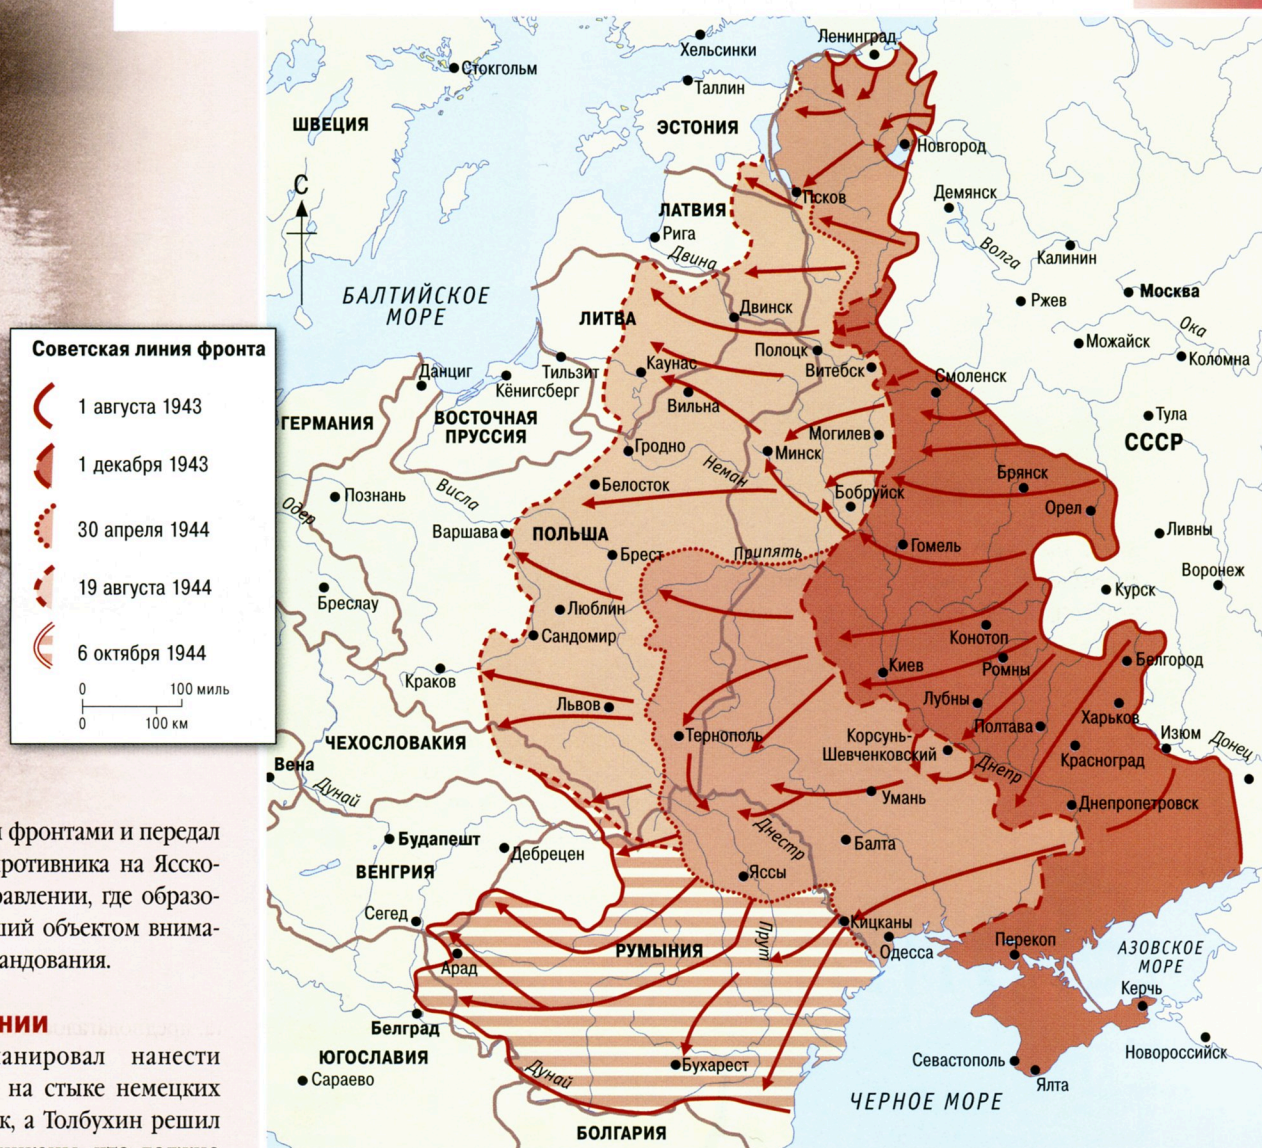 Советская линия фронта
1 августа 1943
1 декабря 1943
30 апреля 1944
19 августа 1944
6 октября 1944
0 100 миль
0 100 км
Ленинград
Хельсинки
Стокгольм
Таллин
ШВЕЦИЯ
ЭСТОНИЯ
Новгород
С
Псков
Демянск
ЛАТВИЯ
Рига
Двина
Волга
Калинин
БАЛТИЙСКОЕ
МОРЕ
Ржев
Москва
Двинск
ЛИТВА
Ока
Можайск
Полоцк
Коломна
Каунас
Витебск
Тильзит
Данциг
Кёнигсберг
Смоленск
Вильна
Тула
ГЕРМАНИЯ
ВОСТОЧНАЯ
ПРУССИЯ
Могилев
СССР
Гродно
Минск
Неман
Брянск
Белосток
Бобруйск
Познань
Висла
Одер
Орел
Варшава
ПОЛЬША
Ливны
Брест
Припять
Гомель
Воронеж
Курск
Бреслау
Люблин
Сандомир
Конотоп
Ромны
Белгород
Киев
Краков
Львов
Лубны
Полтава
Харьков
Тернополь
Корсунь-
Шевченковский
Изюм
Донец
ЧЕХОСЛОВАКИЯ
Красноград
Вена
Днепр
Дунай
Умань
Днепропетровск
Будапешт
Дебрецен
Днестр
Балта
ВЕНГРИЯ
Яссы
Сегед
Кицканы
РУМЫНИЯ
Прут
Одесса
Перекоп
АЗОВСКОЕ
МОРЕ
Арад
Керчь
Белград
Новороссийск
ЮГОСЛАВИЯ
Севастополь
Бухарест
Сараево
Дунай
Ялта
ЧЕРНОЕ МОРЕ
БОЛГАРИЯ
и фронтами и передал
ротивника на Ясско-
равлении, где образо-
ший объектом внима-
андования.
нии
ланировал нанести
на стыке немецких
к, а Толбухин решил